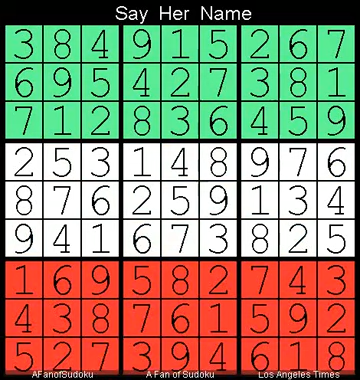 Say Her Name
3 8 4 9 1 5 2 6 7
6 9 5 4 2 7 3 8 1
7 1 2 8 3 6 4 5 9
2 5 3 1 4 8 9 7 6
8 7 6 2 5 9 1 3 4
9 4 1 6 7 3 8 2 5
1 6 9 5 8 2 7 4 3
4 3 8 7 6 1 5 9 2
5 2 7 3 9 4 6 1 8
AFanofSudoku A Fan of Sudoku Los Angeles Times